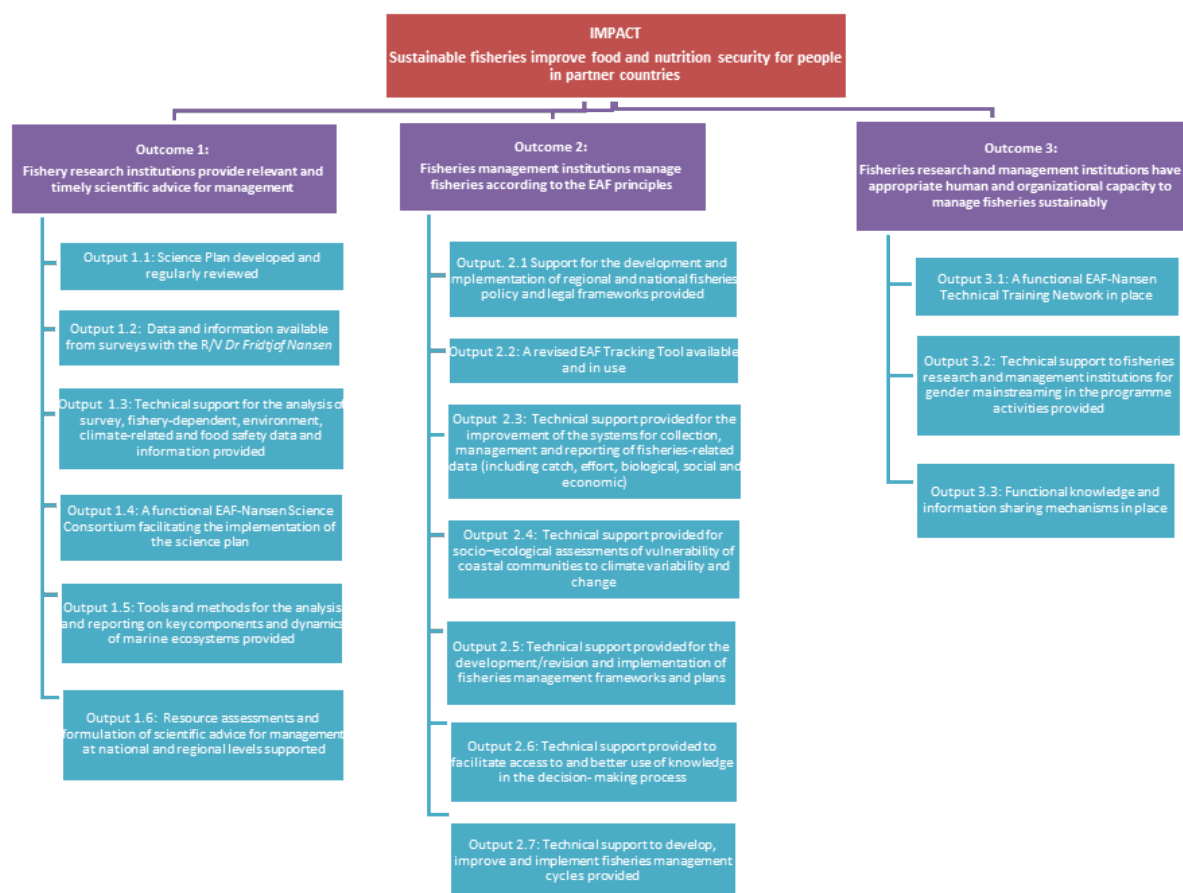 IMPACT
Sustainable fisheries improve food and nutrition security for people
in partner countries
Outcome 1:
Fishery research institutions provide relevant and
timely scientific advice for management
Output 1.1: Science Plan developed and
regularly reviewed
Output 1.2: Data and information available
from surveys with the R/V Dr Fridtjof Nansen
Output 1.3: Technical support for the analysis of
survey, fishery-dependent, environment,
climate-related and food safety data and
information provided
Output 1.4: A functional EAF-Nansen Science
Consortium facilitating the implementation of
the science plan
Output 1.5: Tools and methods for the analysis
and reporting on key components and dynamics
of marine ecosystems provided
Output 1.6: Resource assessments and
formulation of scientific advice for management
at national and regional levels supported
Outcome 2:
Fisheries management institutions manage
fisheries according to the EAF principles
Output. 2.1 Support for the development and
mplementation of regional and national fisheries
policy and legal frameworks provided
Output 2.2: A revised EAF Tracking Tool available
and in use
Output 2.3: Technical support provided for the
improvement of the systems for collection,
management and reporting of fisheries-related
data (including catch, effort, biological, social and
economic)
Output 2.4: Technical support provided for
socio–ecological assessments of vulnerability of
coastal communities to climate variability and
change
Output 2.5: Technical support provided for the
development/revision and implementation of
fisheries management frameworks and plans
Output 2.6: Technical support provided to
facilitate access to and better use of knowledge
in the decision- making process
Output 2.7: Technical support to develop,
improve and implement fisheries management
cycles provided
Outcome 3:
Fisheries research and management institutions have
appropriate human and organizational capacity to
manage fisheries sustainably
Output 3.1: A functional EAF-Nansen
Technical Training Network in place
Output 3.2: Technical support to fisheries
research and management institutions for
gender mainstreaming in the programme
activities provided
Output 3.3: Functional knowledge and
information sharing mechanisms in place